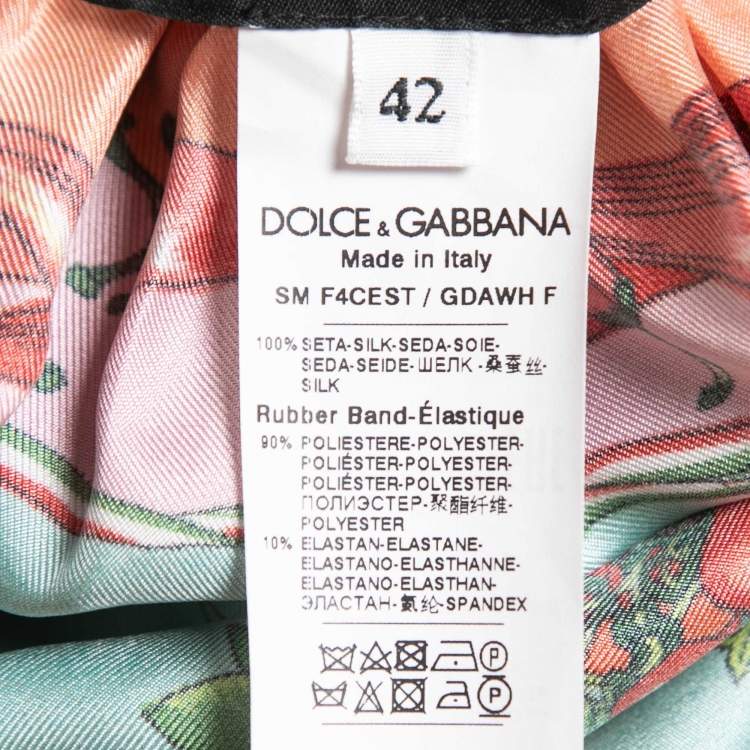 42
DOLCE & GABBANA
Made in Italy
SM F4CEST / GDAWH F
100% SETA-SILK-SEDA-SOIE-
SEDA-SEIDE-ШЕЛК -桑蚕丝-
SILK
Rubber Band-Élastique
90% POLIESTERE-POLYESTER-
POLIÉSTER-POLYESTER-
POLIÉSTER-POLYESTER-
ПОЛИЭСТЕР-聚酯纤维-
POLYESTER
10% ELASTAN-ELASTANE-
ELASTANO-ELASTHANNE-
ELASTANO-ELASTHAN-
ЭЛАСТАН-氨纶-SPANDEX
P
P